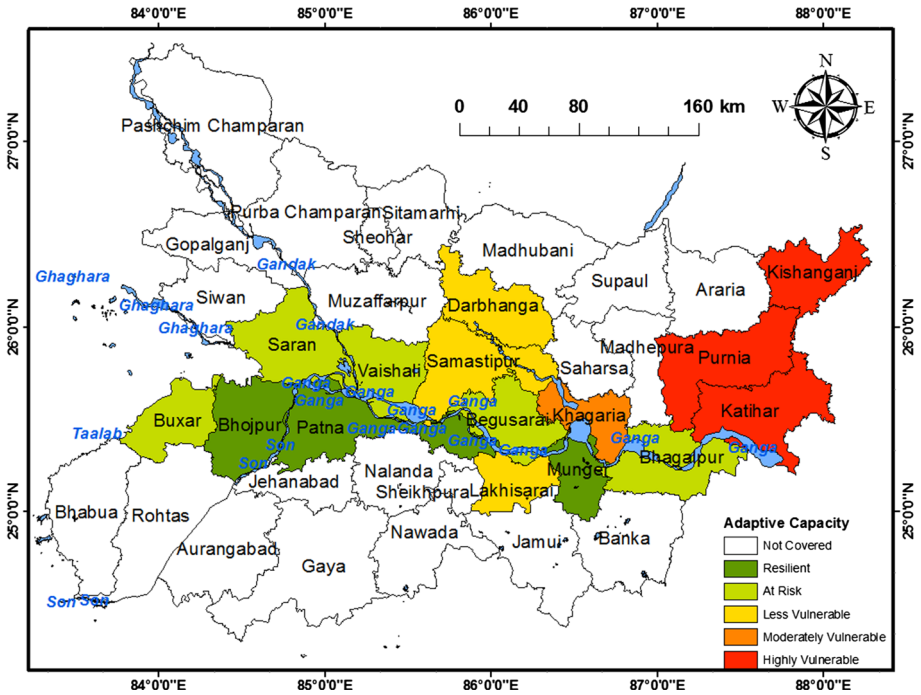 84°0'0"E 85°0'0"E 86°0'0"E 87°0'0"E 88°0'0"E
N
W E
S
0 40 80 160 km
27°0'0"N 27°0'0"N
Pashchim Champaran
Purba Champaran Sitamarhi
Sheohar
Gopalganj
Madhubani
Gandak
Kishanganj
Ghaghara
Supaul
Araria
Siwan
Muzaffarpur
Ghaghara
Darbhanga
Gandak
Ghaghara
26°0'0"N 26°0'0"N
Saran
Madhepura
Purnia
Samastipur
Saharsa
Vaishali
Ganga
Ganga
Ganga
Ganga
Ganga
Katihar
Khagaria
Buxar
Begusarai
Bhojpur
Patna
Ganga
Ganga
Taalab
Ganga
Ganga
Son
Ganga
Ganga
Bhagalpur
Son
Munger
Nalanda
Jehanabad
Sheikhpura
Lakhisarai
25°0'0"N 25°0'0"N
Bhabua
Rohtas
Nawada
Jamui
Banka
Aurangabad
Gaya
Son
Son
Adaptive Capacity
Not Covered
Resilient
At Risk
Less Vulnerable
Moderately Vulnerable
Highly Vulnerable
84°0'0"E 85°0'0"E 86°0'0"E 87°0'0"E 88°0'0"E